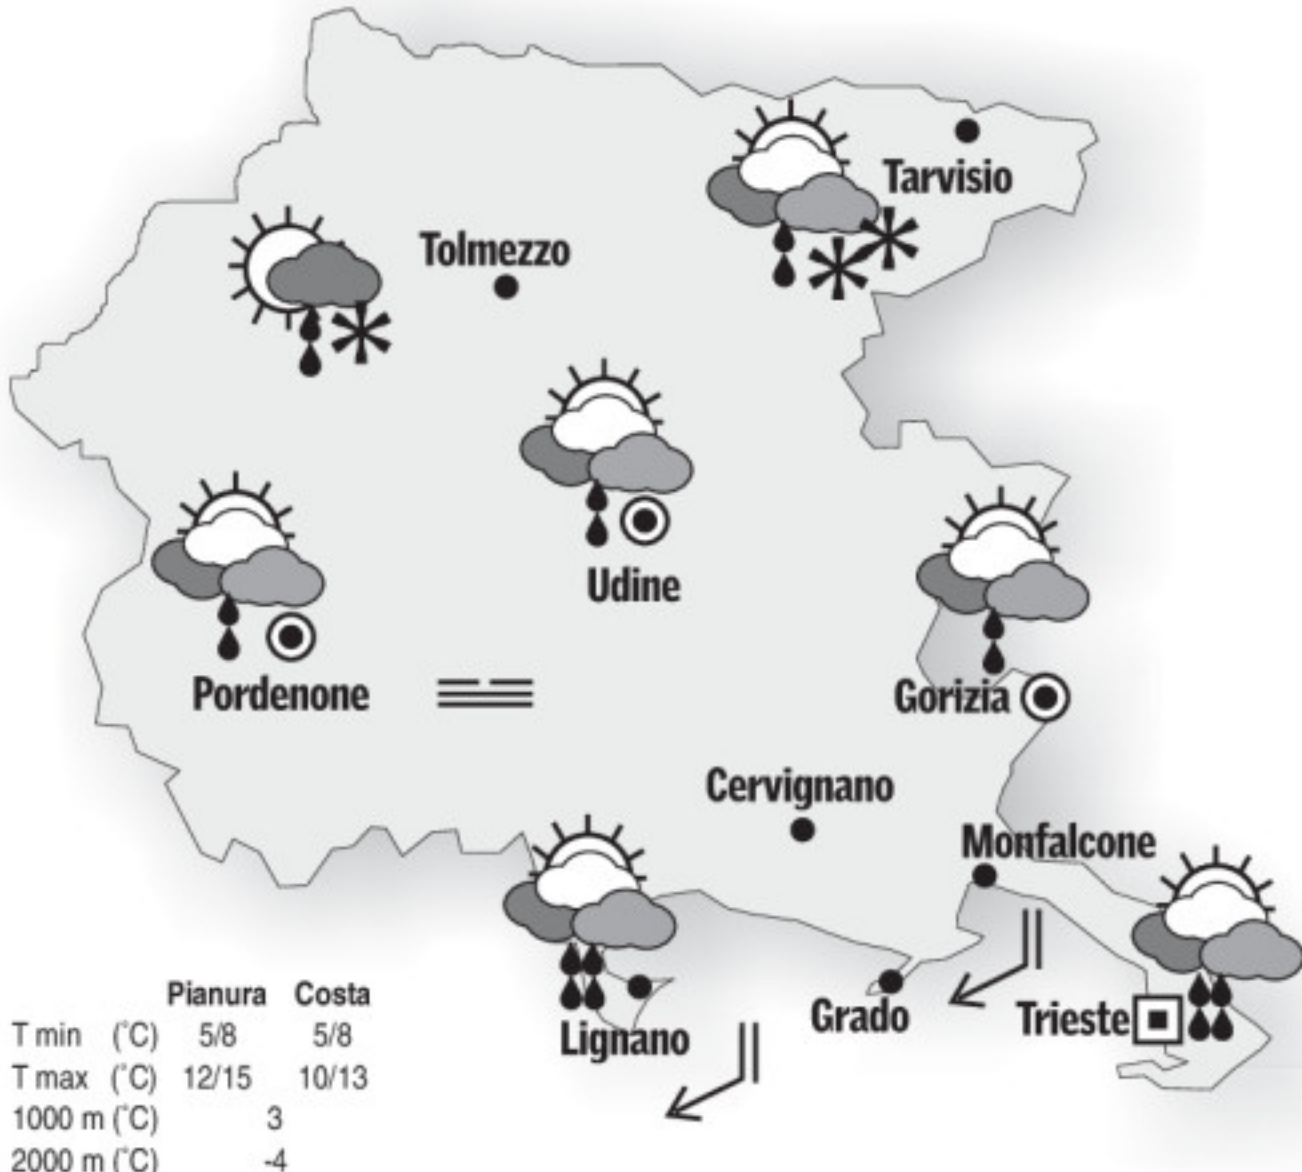 Tarvisio
Tolmezzo
Udine
Pordenone
Gorizia
Cervignano
Monfalcone
Grado
Trieste
Lignano
Pianura Costa
T min (°C) 5/8 5/8
T max (°C) 12/15 10/13
1000 m (°C) 3
2000 m (°C) -4